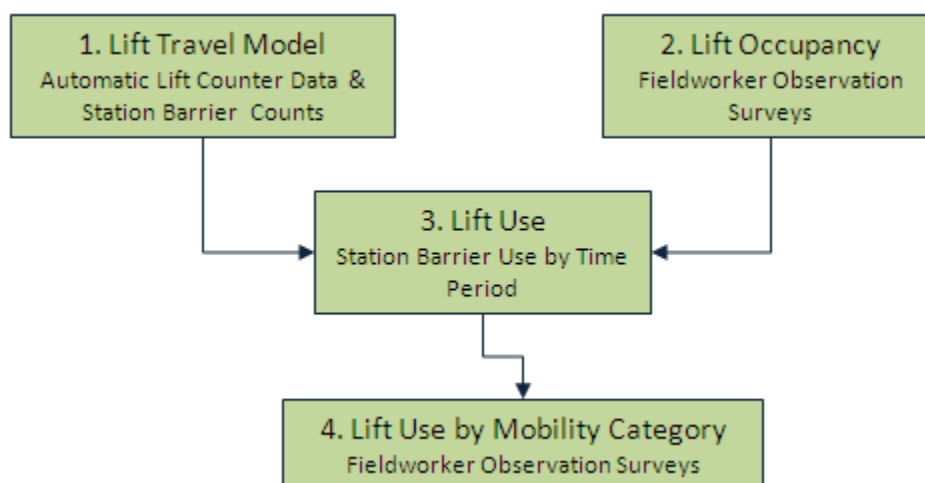 1. Lift Travel Model
Automatic Lift Counter Data &
Station Barrier Counts
2. Lift Occupancy
Fieldworker Observation
Surveys
3. Lift Use
Station Barrier Use by Time
Period
4. Lift Use by Mobility Category
Fieldworker Observation Surveys